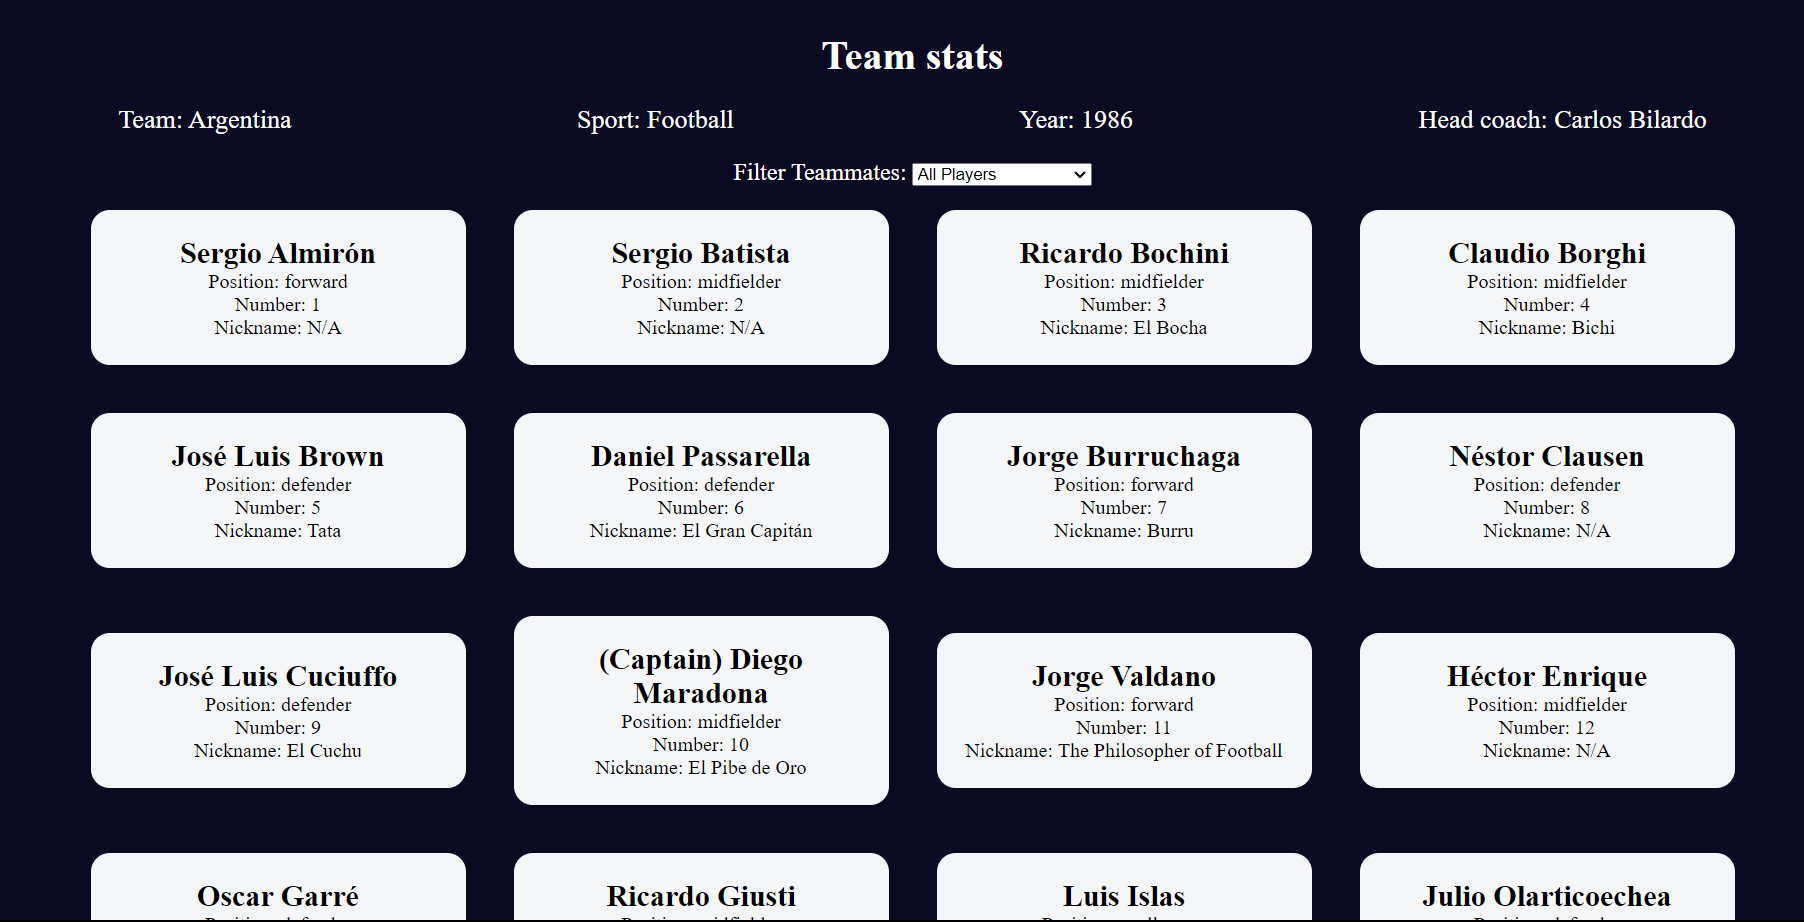 Team stats
Team: Argentina
Sport: Football
Year: 1986
Head coach: Carlos Bilardo
Filter Teammates: All Players
Sergio Almirón
Position: forward
Number: 1
Nickname: N/A
Sergio Batista
Position: midfielder
Number: 2
Nickname: N/A
Ricardo Bochini
Position: midfielder
Number: 3
Nickname: El Bocha
Claudio Borghi
Position: midfielder
Number: 4
Nickname: Bichi
José Luis Brown
Position: defender
Number: 5
Nickname: Tata
Daniel Passarella
Position: defender
Number: 6
Nickname: El Gran Capitán
Jorge Burruchaga
Position: forward
Number: 7
Nickname: Burru
Néstor Clausen
Position: defender
Number: 8
Nickname: N/A
José Luis Cuciuffo
Position: defender
Number: 9
Nickname: El Cuchu
(Captain) Diego
Maradona
Position: midfielder
Number: 10
Nickname: El Pibe de Oro
Jorge Valdano
Position: forward
Number: 11
Nickname: The Philosopher of Football
Héctor Enrique
Position: midfielder
Number: 12
Nickname: N/A
Oscar Garré
Ricardo Giusti
Luis Islas
Julio Olarticoechea